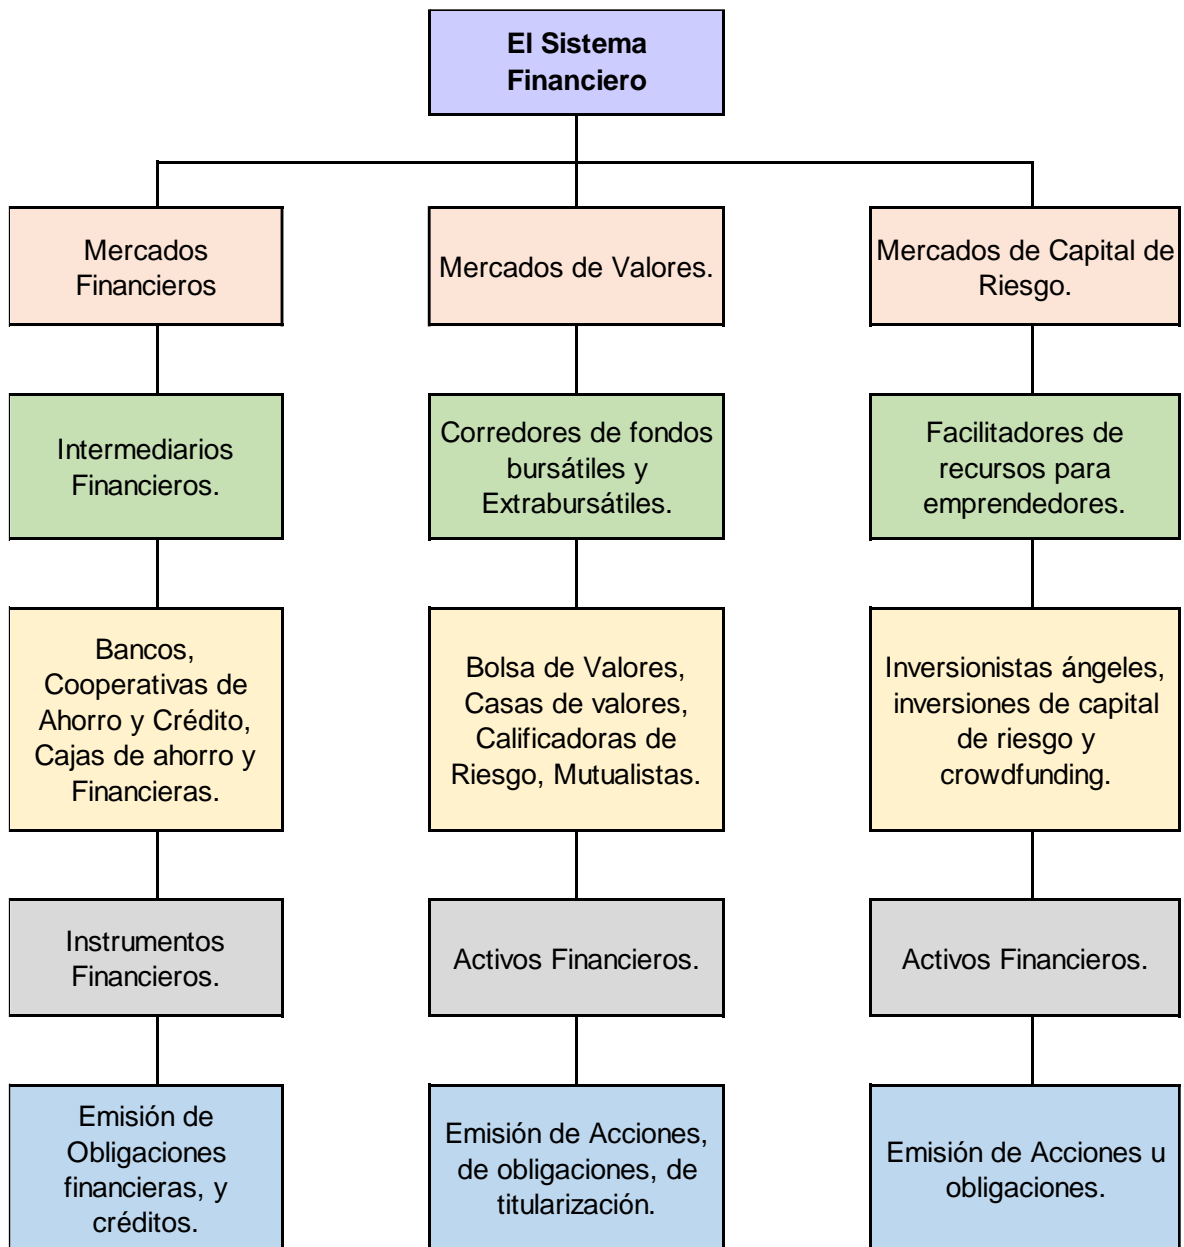 El Sistema
Financiero
Mercados
Financieros
Mercados de Valores.
Mercados de Capital de
Riesgo.
Intermediarios
Financieros.
Corredores de fondos
bursátiles y
Extrabursátiles.
Facilitadores de
recursos para
emprendedores.
Bancos,
Cooperativas de
Ahorro y Crédito,
Cajas de ahorro y
Financieras.
Bolsa de Valores,
Casas de valores,
Calificadoras de
Riesgo, Mutualistas.
Inversionistas ángeles,
inversiones de capital
de riesgo y
crowdfunding.
Instrumentos
Financieros.
Activos Financieros.
Activos Financieros.
Emisión de
Obligaciones
financieras, y
créditos.
Emisión de Acciones,
de obligaciones, de
titularización.
Emisión de Acciones u
obligaciones.